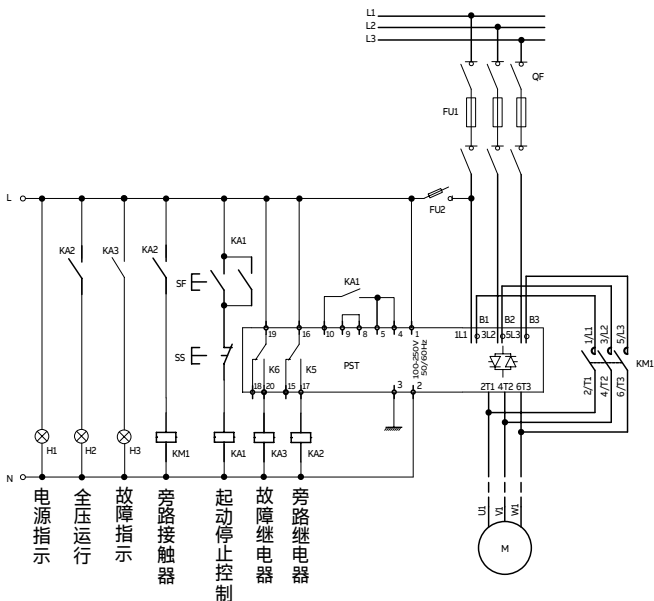 L1
L2
L3
QF
FU1
L
FU2
KA2
KA3
KA2
KA1
SF
SS
KA1
19
16
10
9
8
5
4
1
B1
B2
B3
1L1
3L2
5L3
1/L1
3/L2
5/L3
K6
K5
PST
100-250V
50/60Hz
KM1
18
20
15
17
3
2
2T1
4T2
6T3
2/T1
4/T2
6/T3
H1
H2
H3
KM1
KA1
KA3
KA2
N
电源指示
全压运行
故障指示
旁路接触器
起动停止控制
故障继电器
旁路继电器
U1
V1
W1
M